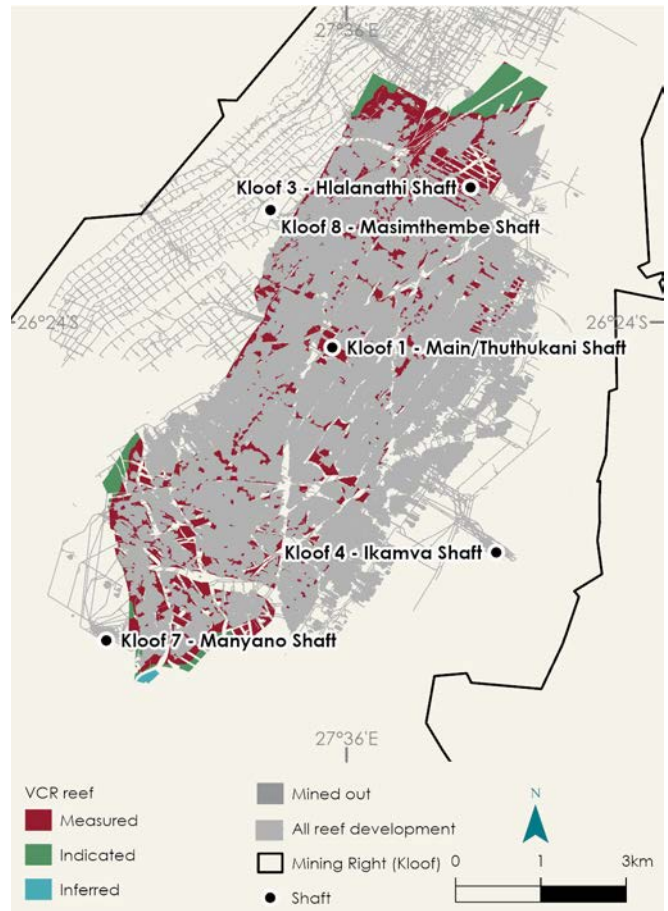 27°36'E
Kloof 3 - Hlalanathi Shaft
Kloof 8 - Masimthembe Shaft
26°24'S
26°24'S
Kloof 1 - Main/Thuthukani Shaft
Kloof 4 - Ikamva Shaft
Kloof 7 - Manyano Shaft
27°36'E
VCR reef
Measured
Indicated
Inferred
Mined out
All reef development
Mining Right (Kloof)
Shaft
N
0 1 3km